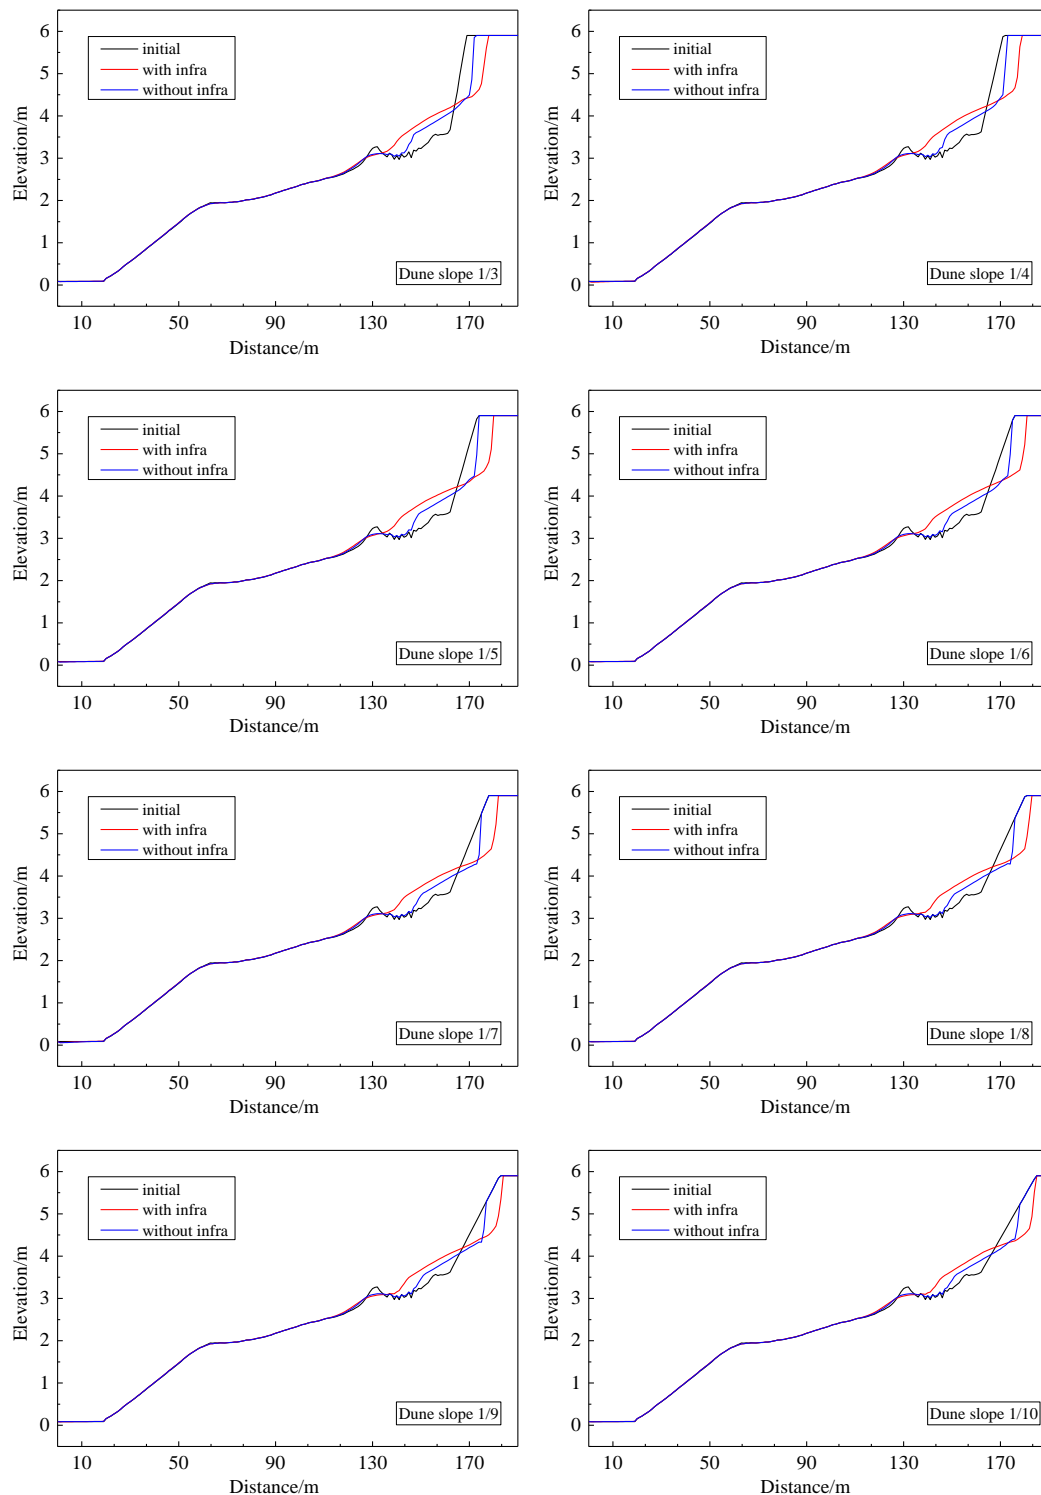 6
5
4
3
2
1
0
Elevation/m
initial
with infra
without infra
Dune slope 1/3
10 50 90 130 170
Distance/m
6
5
4
3
2
1
0
Elevation/m
initial
with infra
without infra
Dune slope 1/4
10 50 90 130 170
Distance/m
6
5
4
3
2
1
0
Elevation/m
initial
with infra
without infra
Dune slope 1/5
10 50 90 130 170
Distance/m
6
5
4
3
2
1
0
Elevation/m
initial
with infra
without infra
Dune slope 1/6
10 50 90 130 170
Distance/m
6
5
4
3
2
1
0
Elevation/m
initial
with infra
without infra
Dune slope 1/7
10 50 90 130 170
Distance/m
6
5
4
3
2
1
0
Elevation/m
initial
with infra
without infra
Dune slope 1/8
10 50 90 130 170
Distance/m
6
5
4
3
2
1
0
Elevation/m
initial
with infra
without infra
Dune slope 1/9
10 50 90 130 170
Distance/m
6
5
4
3
2
1
0
Elevation/m
initial
with infra
without infra
Dune slope 1/10
10 50 90 130 170
Distance/m